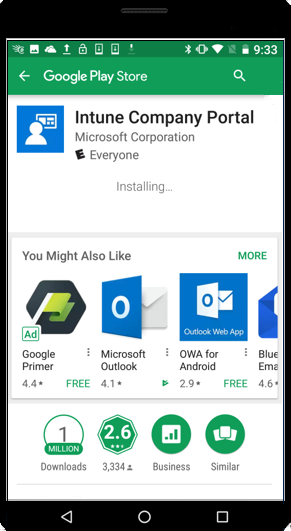 9:33
Google Play Store
Intune Company Portal
Microsoft Corporation
E Everyone
Installing...
You Might Also Like MORE
Ad
Google Primer
4.4★ FREE
Microsoft Outlook
4.1★
Outlook Web App
OWA for Android
2.9★ FREE
Blue
Ema
4.6★
1 MILLION
Downloads
2.6
3,334
Business
Similar